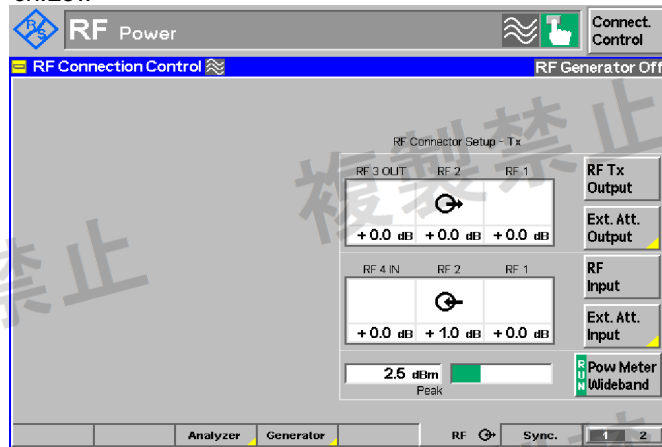 R&S RF Power Connect.
Control
RF Connection Control RF Generator Off
RF Connector Setup - Tx
RF 3 OUT RF 2 RF 1
+ 0.0 dB + 0.0 dB + 0.0 dB
RF Tx
Output
Ext. Att.
Output
RF 4 IN RF 2 RF 1
+ 0.0 dB + 1.0 dB + 0.0 dB
RF
Input
Ext. Att.
Input
2.5 dBm
Peak
RUN
Pow Meter
Wideband
Analyzer Generator RF Sync. 1 2
複製禁止
禁止